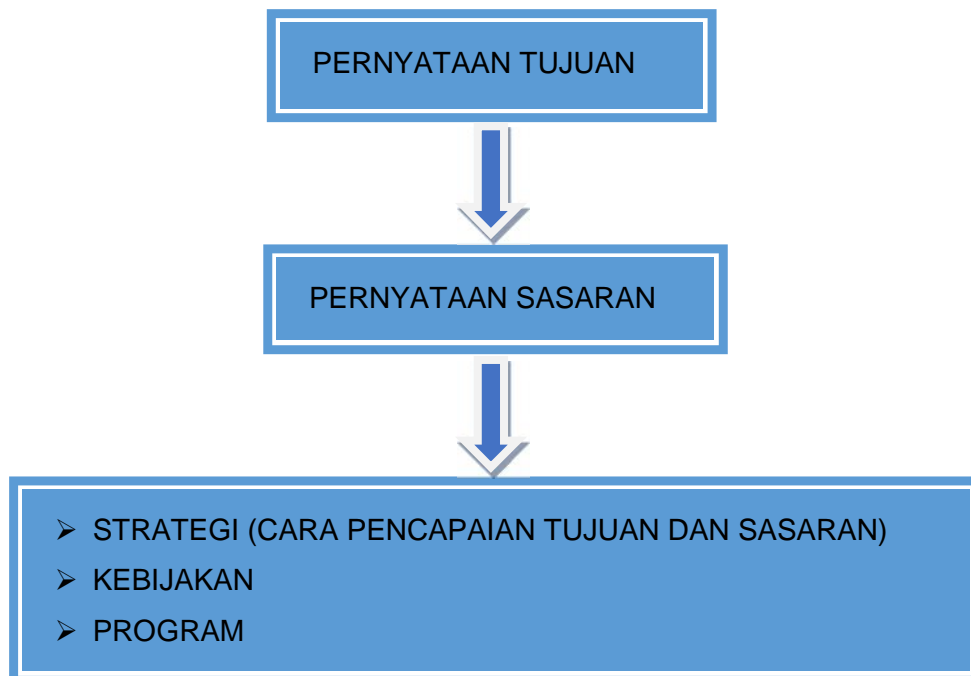 PERNYATAAN TUJUAN
PERNYATAAN SASARAN
➢ STRATEGI (CARA PENCAPAIAN TUJUAN DAN SASARAN)
➢ KEBIJAKAN
➢ PROGRAM